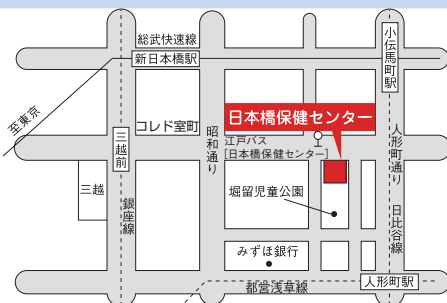 総武快速線
新日本橋駅
小伝馬町駅
至東京
コレド室町
日本橋保健センター
江戸バス
[日本橋保健センター]
三越前
昭和通り
人形町通り
三越
堀留児童公園
銀座線
日比谷線
みずほ銀行
都営浅草線
人形町駅